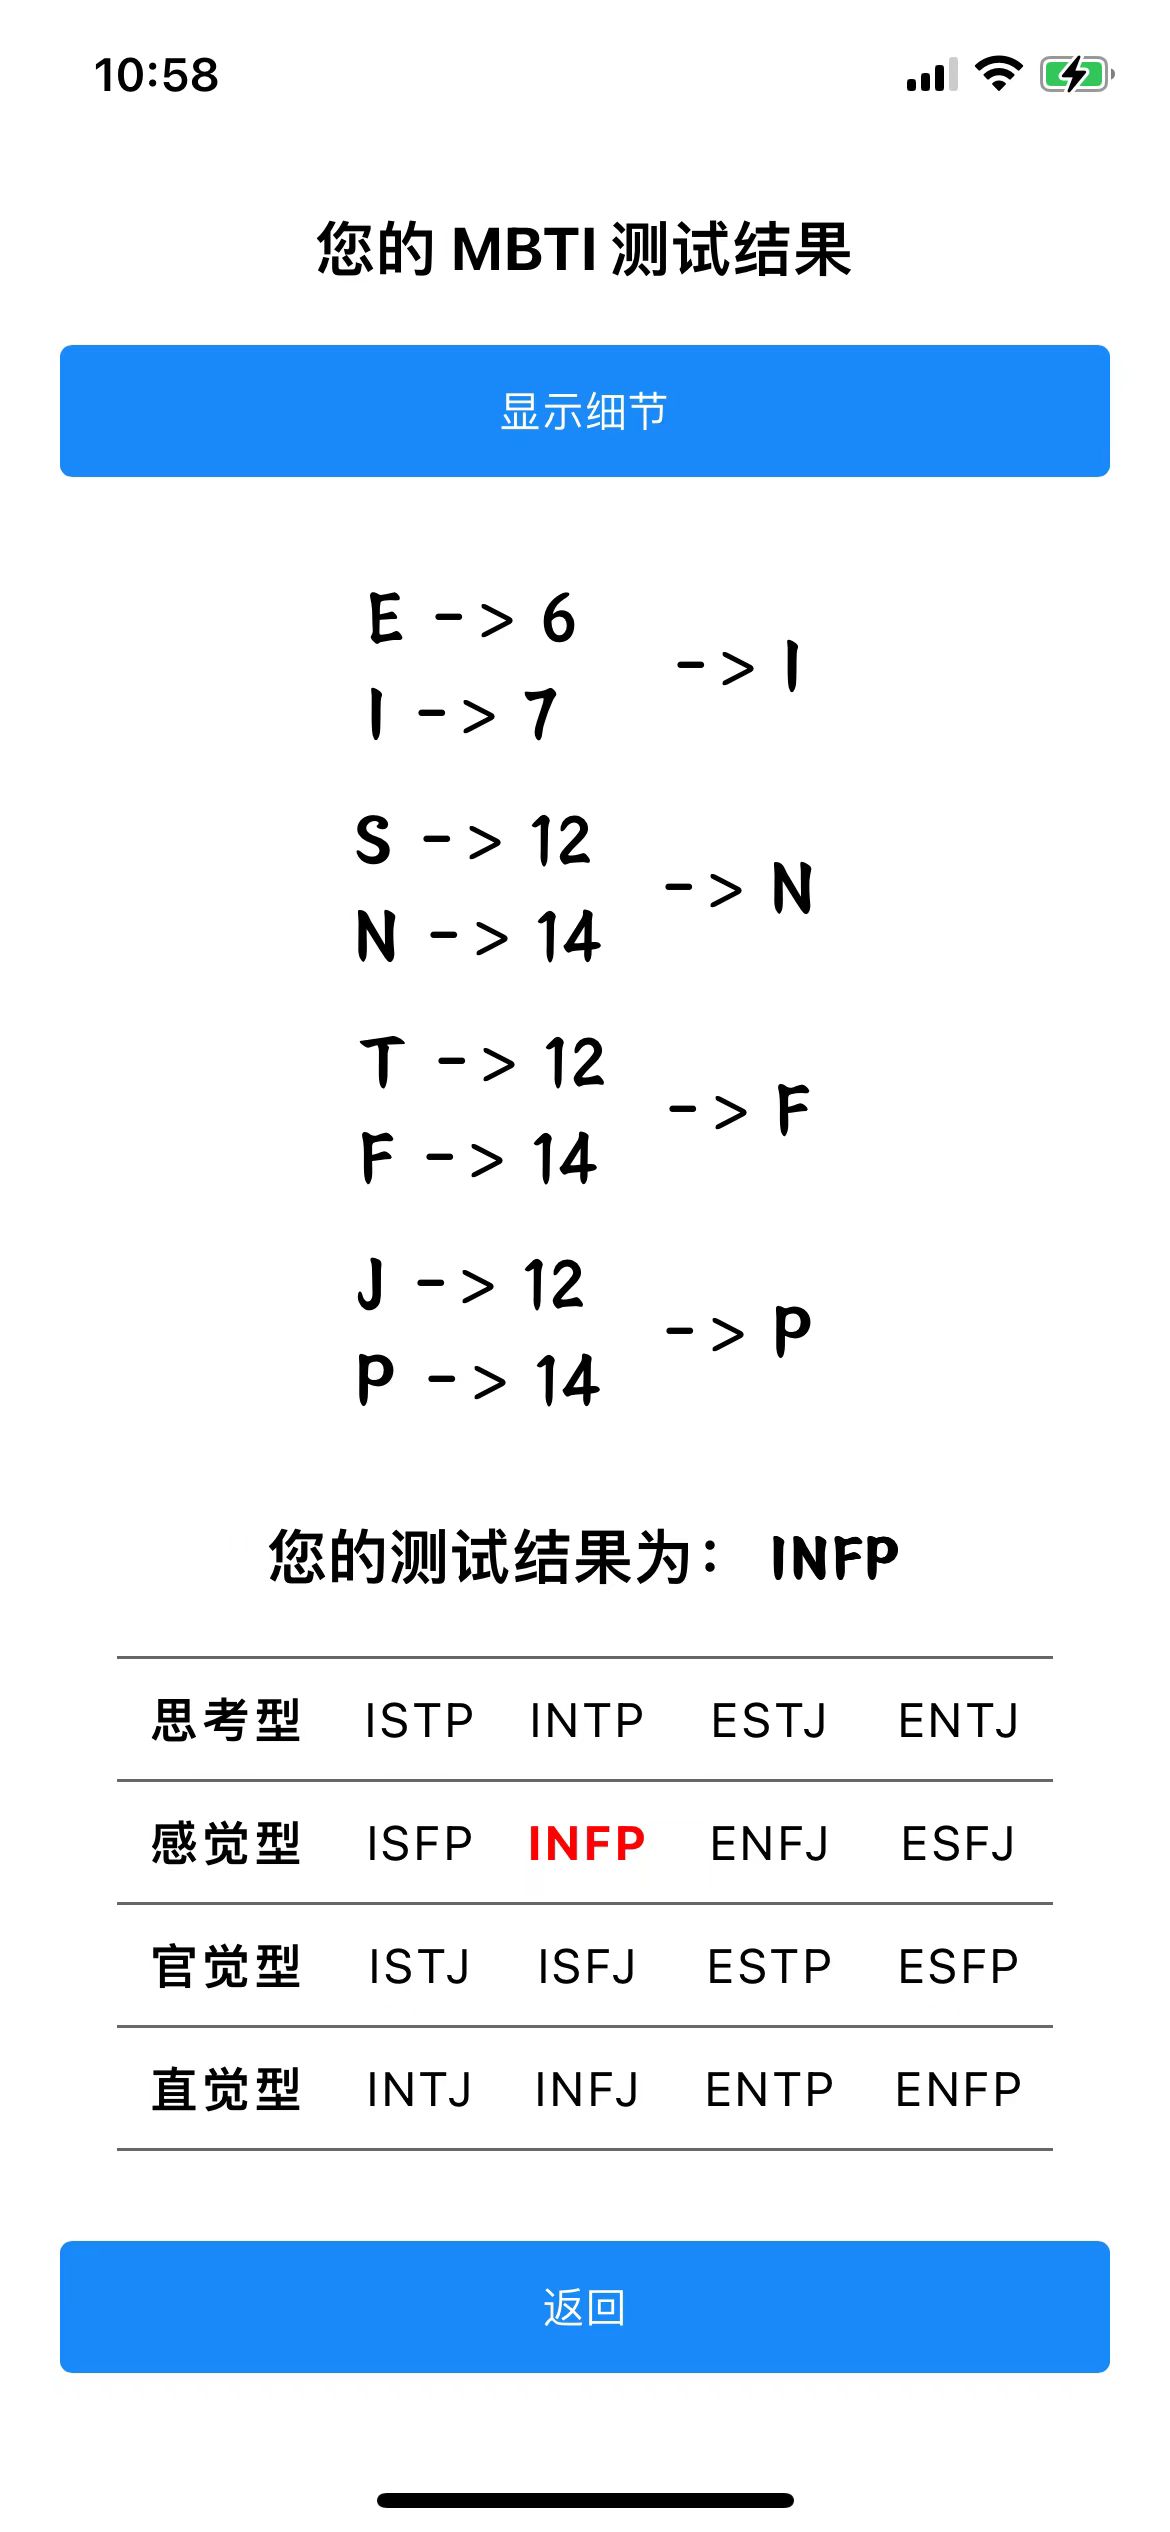 10:58
您的 MBTI 测试结果
显示细节
E -> 6
-> I
I -> 7
S -> 12
-> N
N -> 14
T -> 12
-> F
F -> 14
J -> 12
-> P
P -> 14
您的测试结果为： INFP
思考型 ISTP INTP ESTJ ENTJ
感觉型 ISFP INFP ENFJ ESFJ
官觉型 ISTJ ISFJ ESTP ESFP
直觉型 INTJ INFJ ENTP ENFP
返回